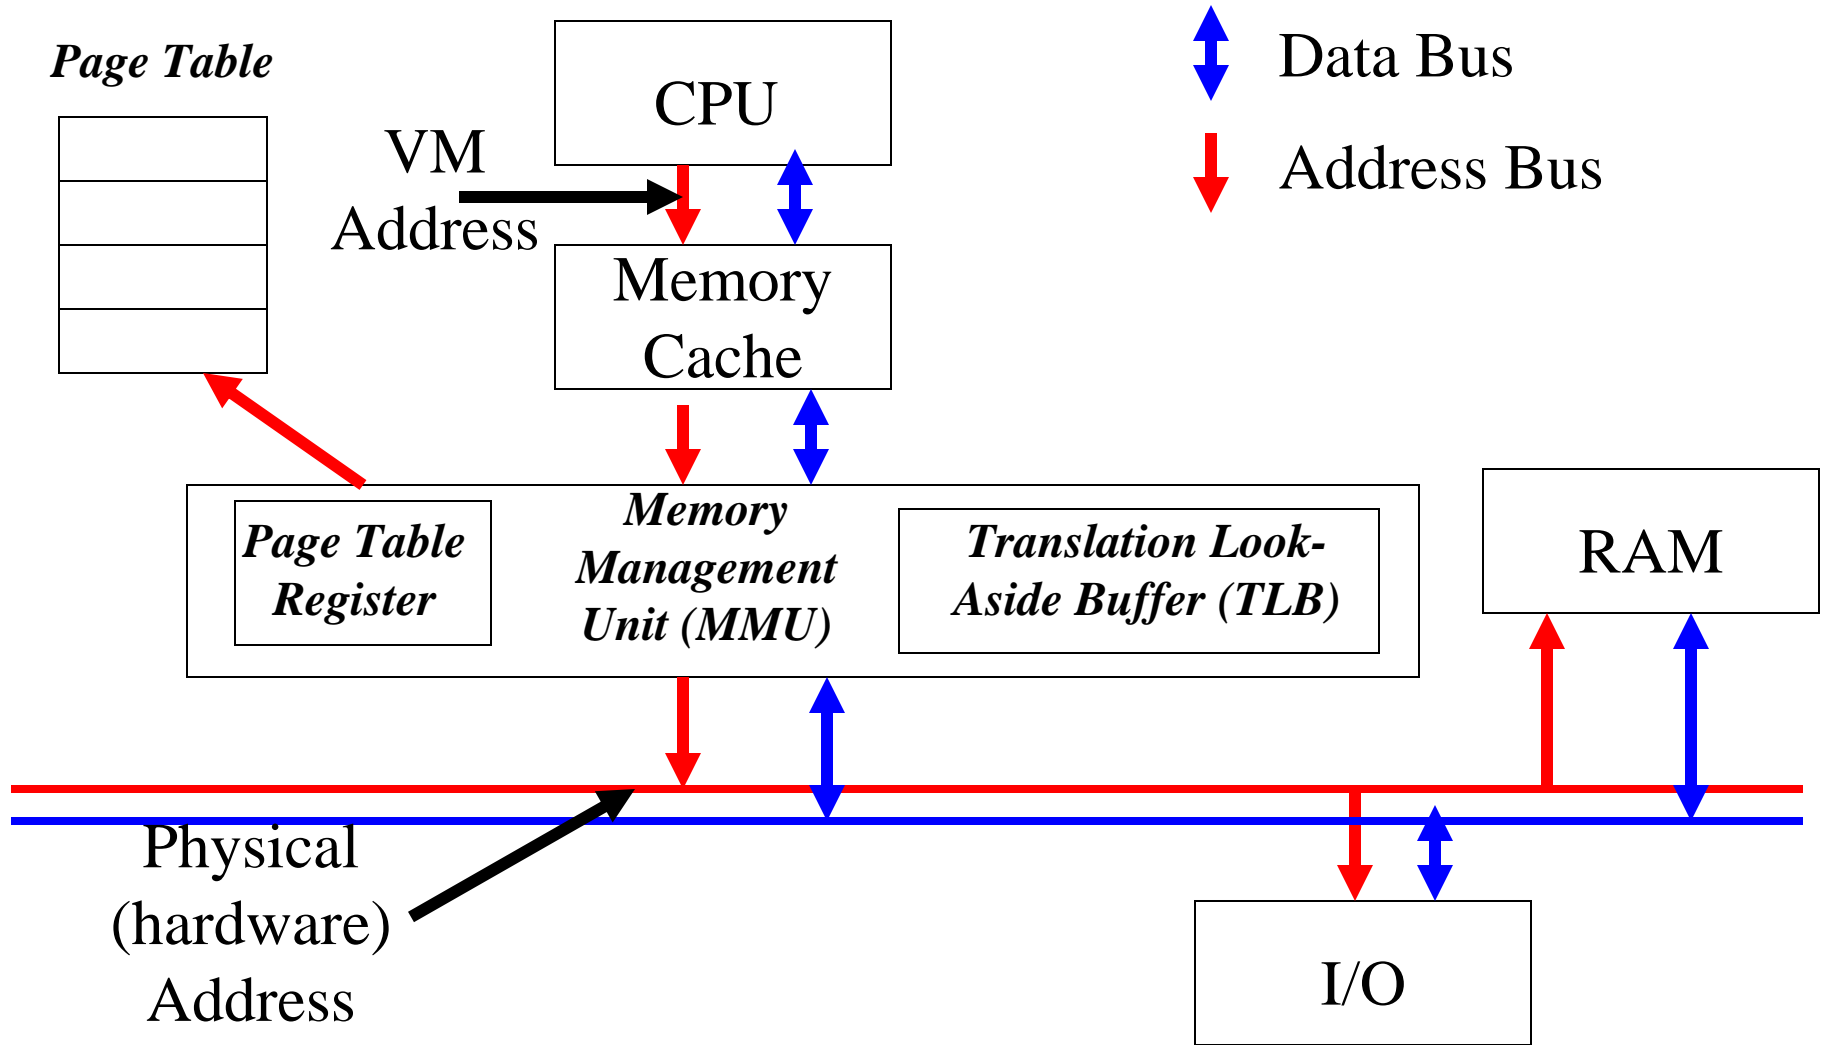 Page Table
CPU
Data Bus
Address Bus
VM
Address
Memory
Cache
Page Table
Register
Memory
Management
Unit (MMU)
Translation Look-
Aside Buffer (TLB)
RAM
Physical
(hardware)
Address
I/O